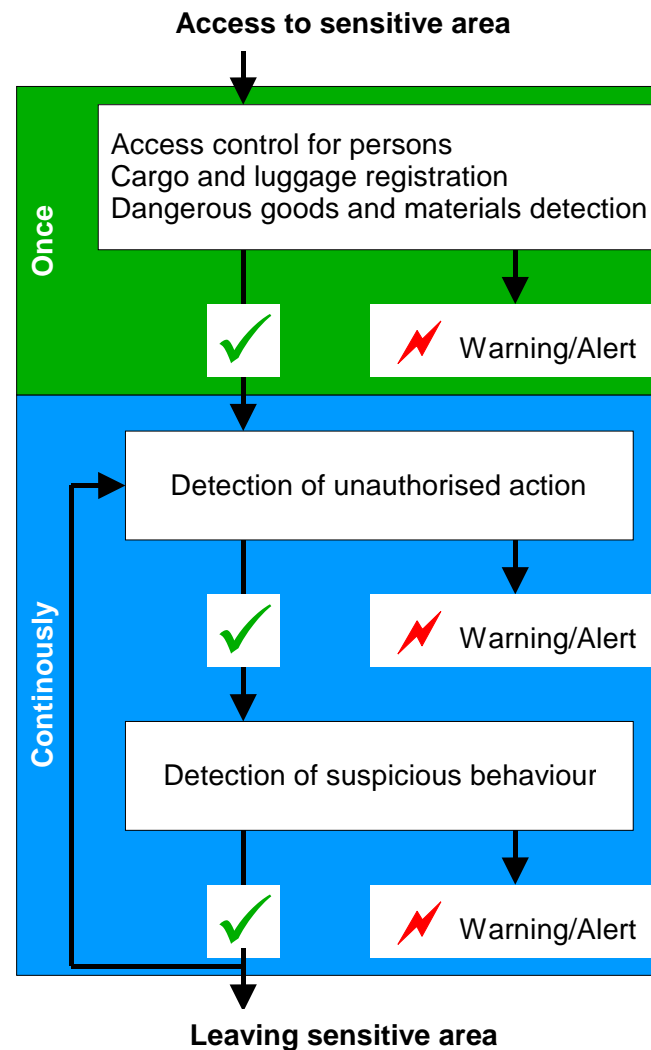 Access to sensitive area
Once
Access control for persons
Cargo and luggage registration
Dangerous goods and materials detection
Warning/Alert
Continously
Detection of unauthorised action
Warning/Alert
Detection of suspicious behaviour
Warning/Alert
Leaving sensitive area